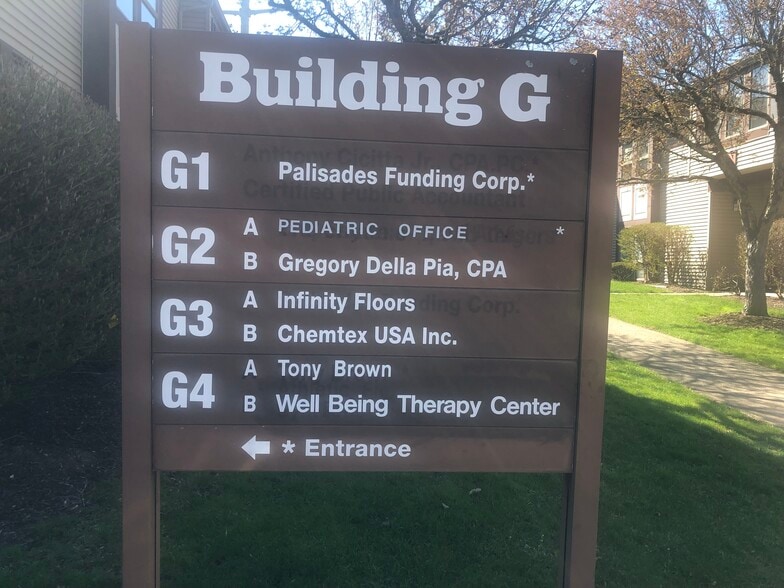 Building G
G1 Palisades Funding Corp.*
G2 A PEDIATRIC OFFICE *
B Gregory Della Pia, CPA
G3 A Infinity Floors
B Chemtex USA Inc.
G4 A Tony Brown
B Well Being Therapy Center
← * Entrance